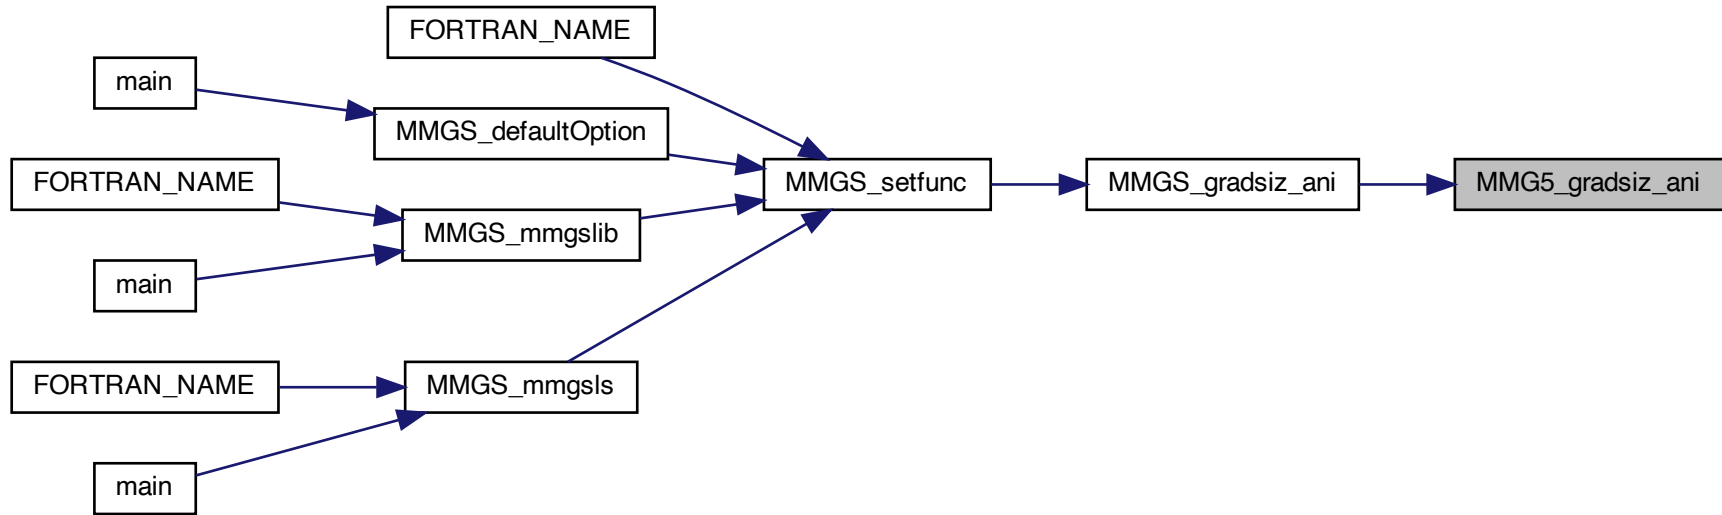 FORTRAN_NAME
main
MMGS_defaultOption
FORTRAN_NAME
MMGS_setfunc
MMGS_gradsiz_ani
MMG5_gradsiz_ani
MMGS_mmgslib
main
FORTRAN_NAME
MMGS_mmgsls
main